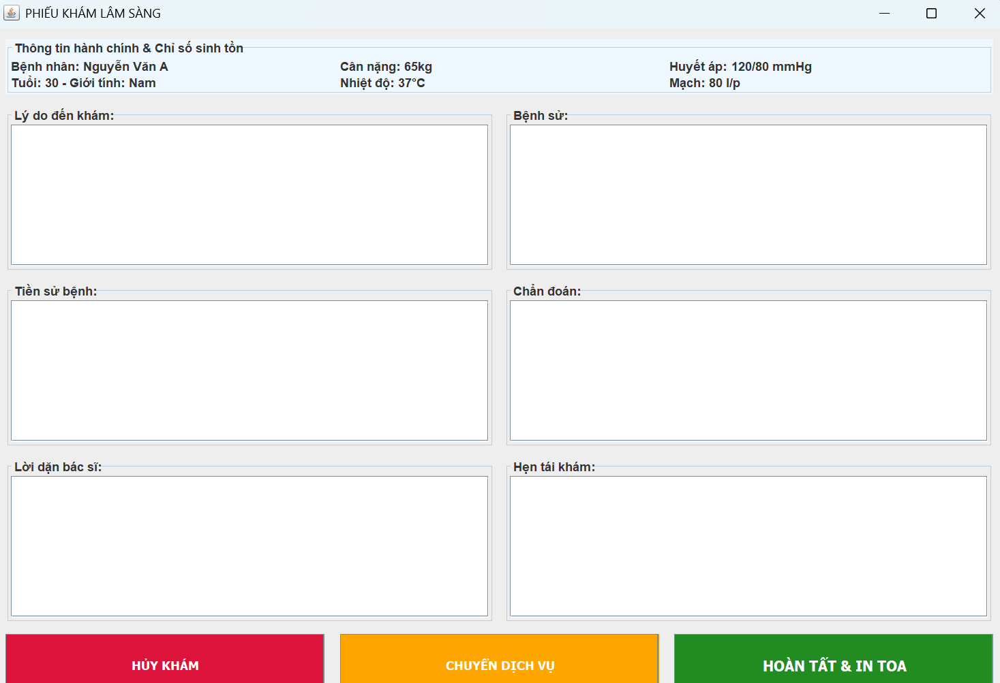 PHIẾU KHÁM LÂM SÀNG
Thông tin hành chính & Chỉ số sinh tồn
Bệnh nhân: Nguyễn Văn A
Cân nặng: 65kg
Huyết áp: 120/80 mmHg
Tuổi: 30 - Giới tính: Nam
Nhiệt độ: 37°C
Mạch: 80 l/p
Lý do đến khám:
Bệnh sử:
Tiền sử bệnh:
Chẩn đoán:
Lời dặn bác sĩ:
Hẹn tái khám:
HỦY KHÁM
CHUYỂN DỊCH VỤ
HOÀN TẤT & IN TOA